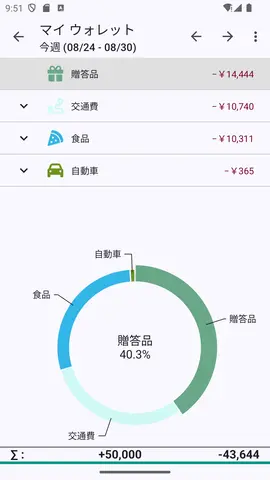 9:51
マイ ウォレット
今週 (08/24 - 08/30)
贈答品 −￥14,444
交通費 −￥10,740
食品 −￥10,311
自動車 −￥365
自動車
食品
贈答品
贈答品
40.3%
交通費
∑ : +50,000 -43,644